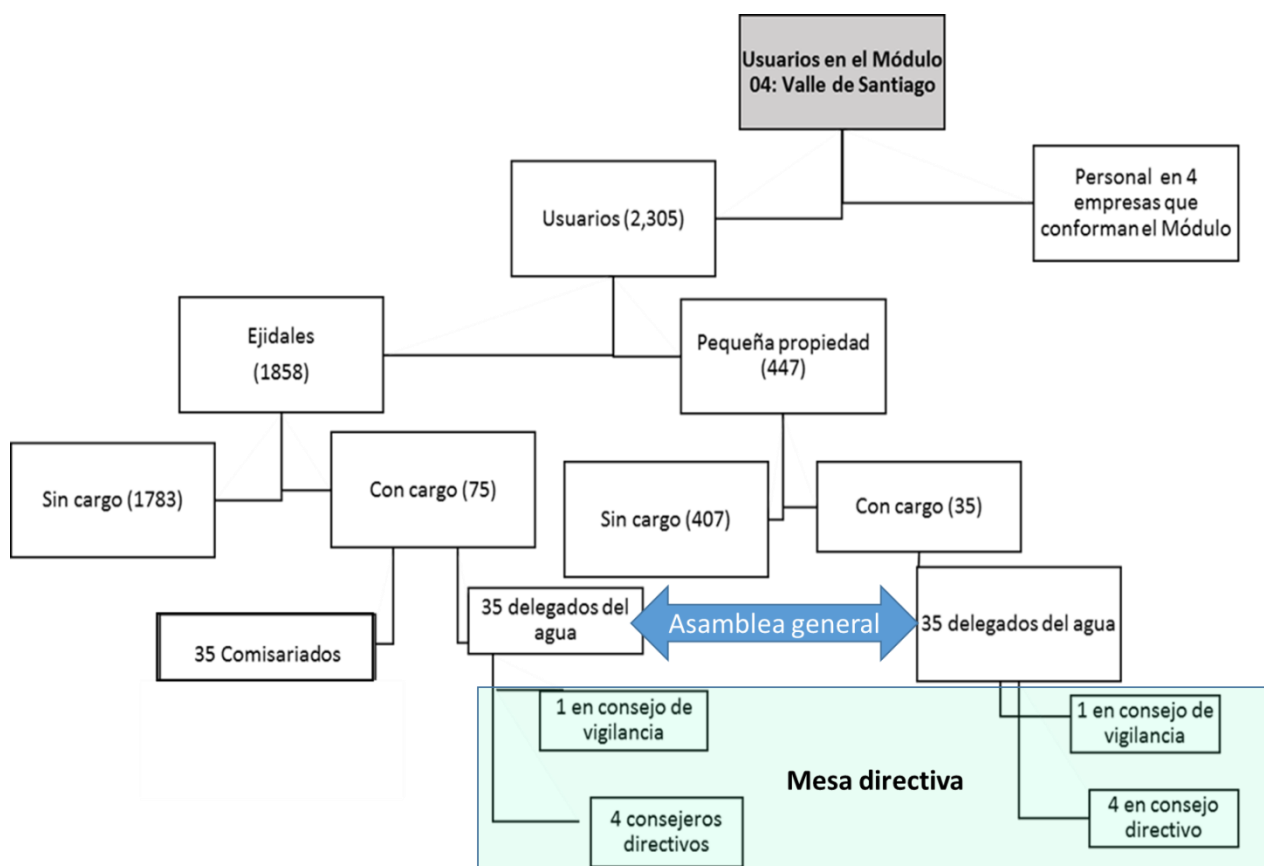 Usuarios en el Módulo
04: Valle de Santiago
Personal en 4
empresas que
conforman el Módulo
Usuarios (2,305)
Ejidales
(1858)
Pequeña propiedad
(447)
Sin cargo (1783)
Con cargo (75)
Sin cargo (407)
Con cargo (35)
35 Comisariados
35 delegados del
agua
Asamblea general
35 delegados del agua
1 en consejo de
vigilancia
1 en consejo de
vigilancia
Mesa directiva
4 consejeros
directivos
4 en consejo
directivo